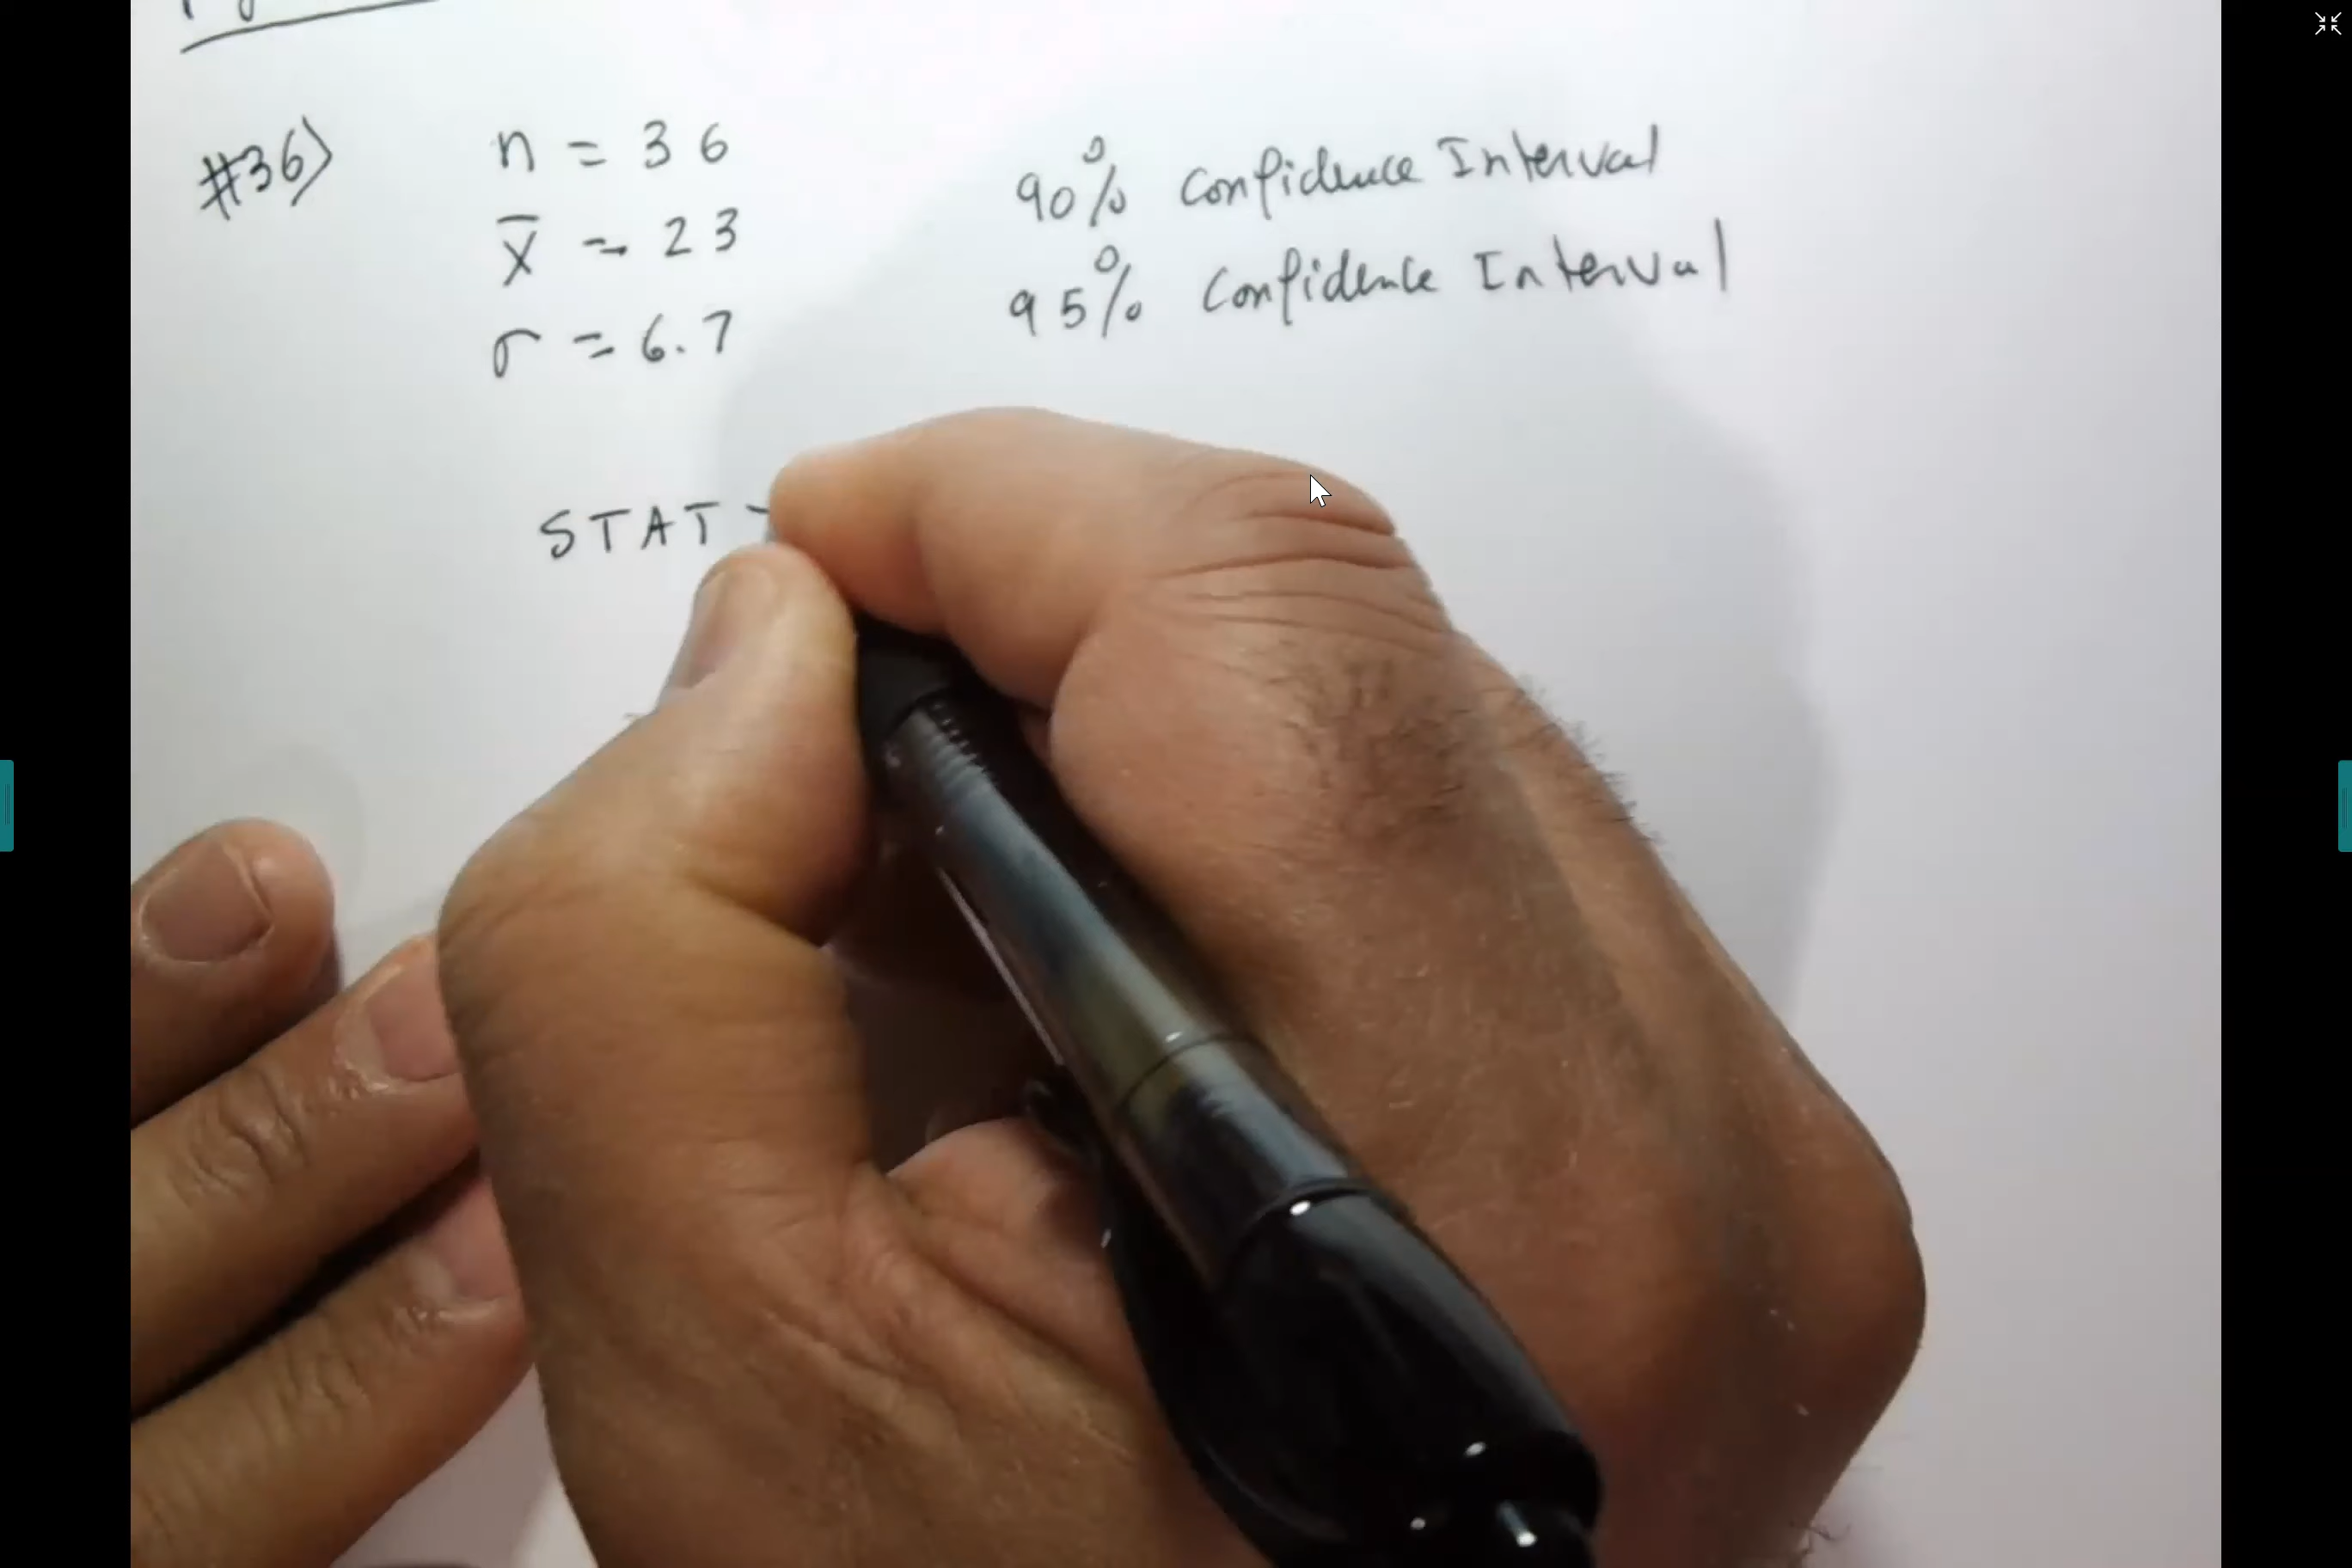 #36) n = 36
x̄ = 23
σ = 6.7
90% Confidence Interval
95% Confidence Interval
STAT